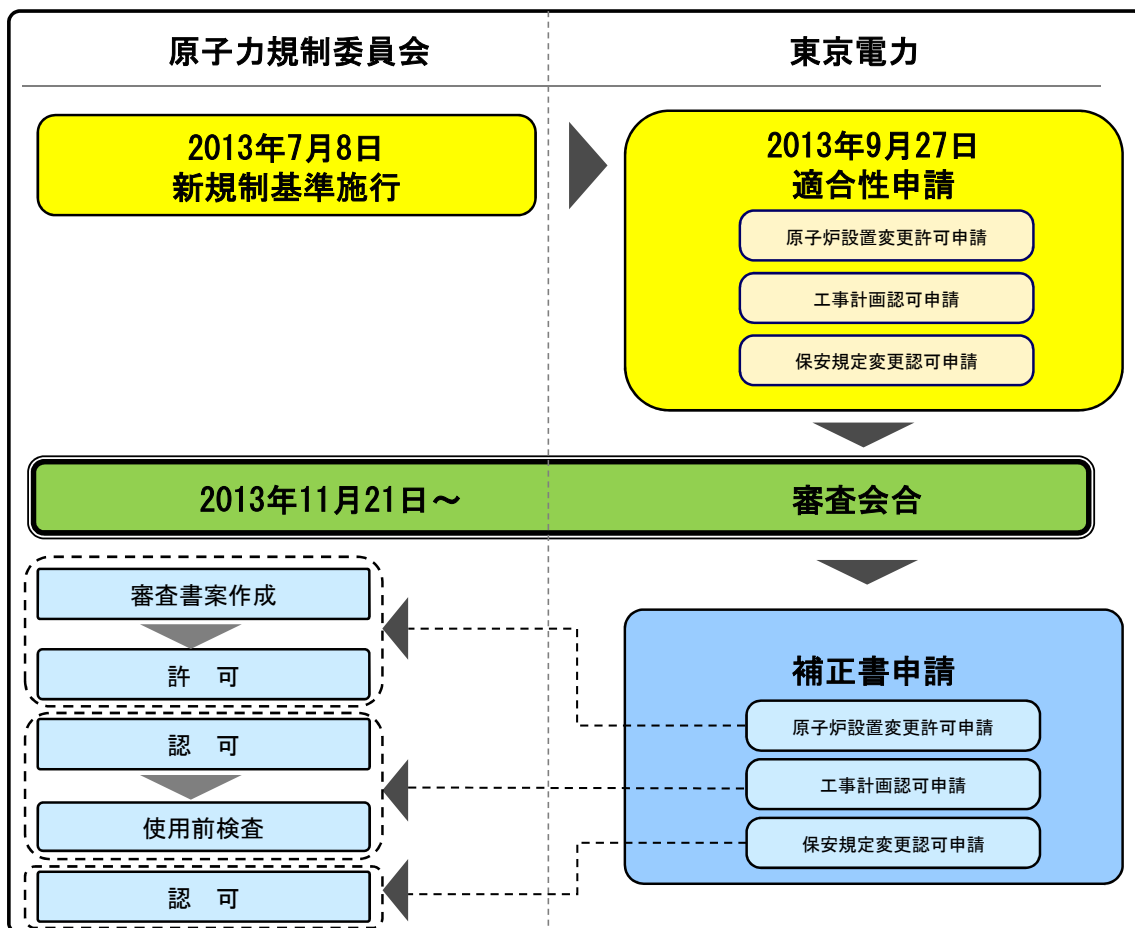 原子力規制委員会
東京電力
2013年7月8日
新規制基準施行
2013年9月27日
適合性申請
原子炉設置変更許可申請
工事計画認可申請
保安規定変更認可申請
2013年11月21日～
審査会合
審査書案作成
許　可
認　可
使用前検査
認　可
補正書申請
原子炉設置変更許可申請
工事計画認可申請
保安規定変更認可申請